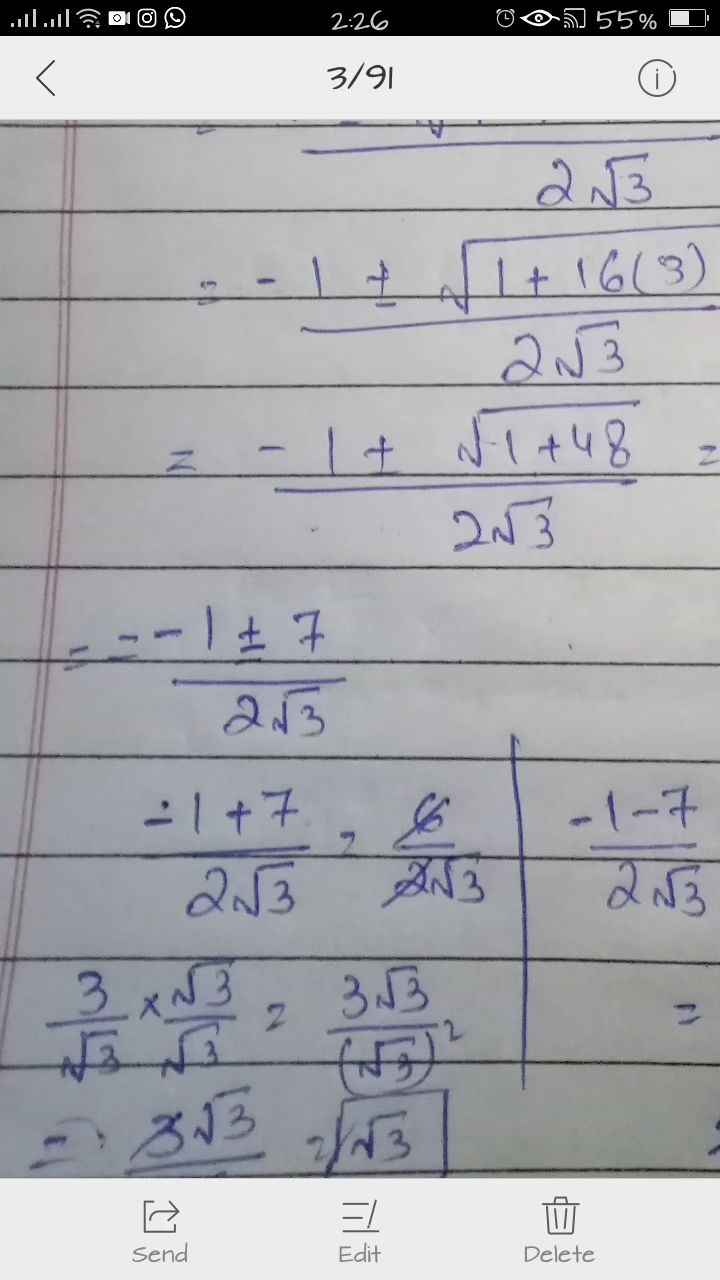 2:26
55%
3/91
2√3
= -1 ± √1+16(3)
2√3
= -1 ± √1+48 =
2√3
= = -1 ± 7
2√3
-1+7 = 6 -1-7
2√3 2√3 2√3
3 × √3 = 3√3 =
√3 √3 (√3)²
= 3√3 = √3
Send Edit Delete